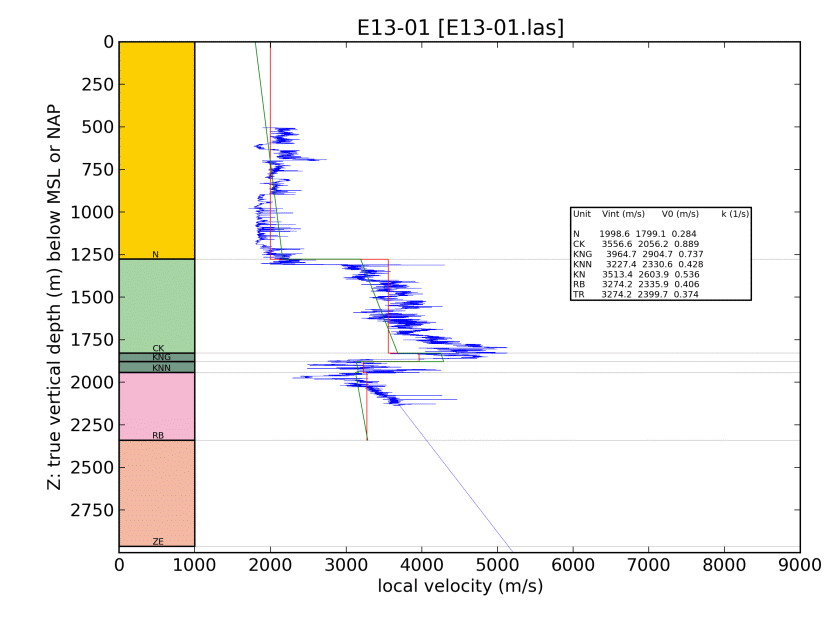 E13-01 [E13-01.las]
Z: true vertical depth (m) below MSL or NAP
0
250
500
750
1000
1250
1500
1750
2000
2250
2500
2750
N
CK
KNG
KNN
RB
ZE
Unit Vint (m/s) V0 (m/s) k (1/s)
N 1998.6 1799.1 0.284
CK 3556.6 2056.2 0.889
KNG 3964.7 2904.7 0.737
KNN 3227.4 2330.6 0.428
KN 3513.4 2603.9 0.536
RB 3274.2 2335.9 0.406
TR 3274.2 2399.7 0.374
0 1000 2000 3000 4000 5000 6000 7000 8000 9000
local velocity (m/s)